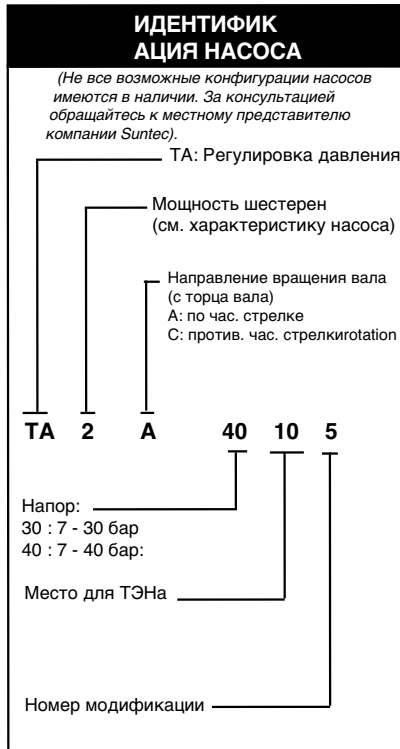 ИДЕНТИФИК
АЦИЯ НАСОСА
(Не все возможные конфигурации насосов
имеются в наличии. За консультацией
обращайтесь к местному представителю
компании Suntec).
TA: Регулировка давления
Мощность шестерен
(см. характеристику насоса)
Направление вращения вала
(с торца вала)
A: по час. стрелке
C: против. час. стрелкиrotation
TA 2 A 40 10 5
Напор:
30 : 7 - 30 бар
40 : 7 - 40 бар:
Место для ТЭНа
Номер модификации